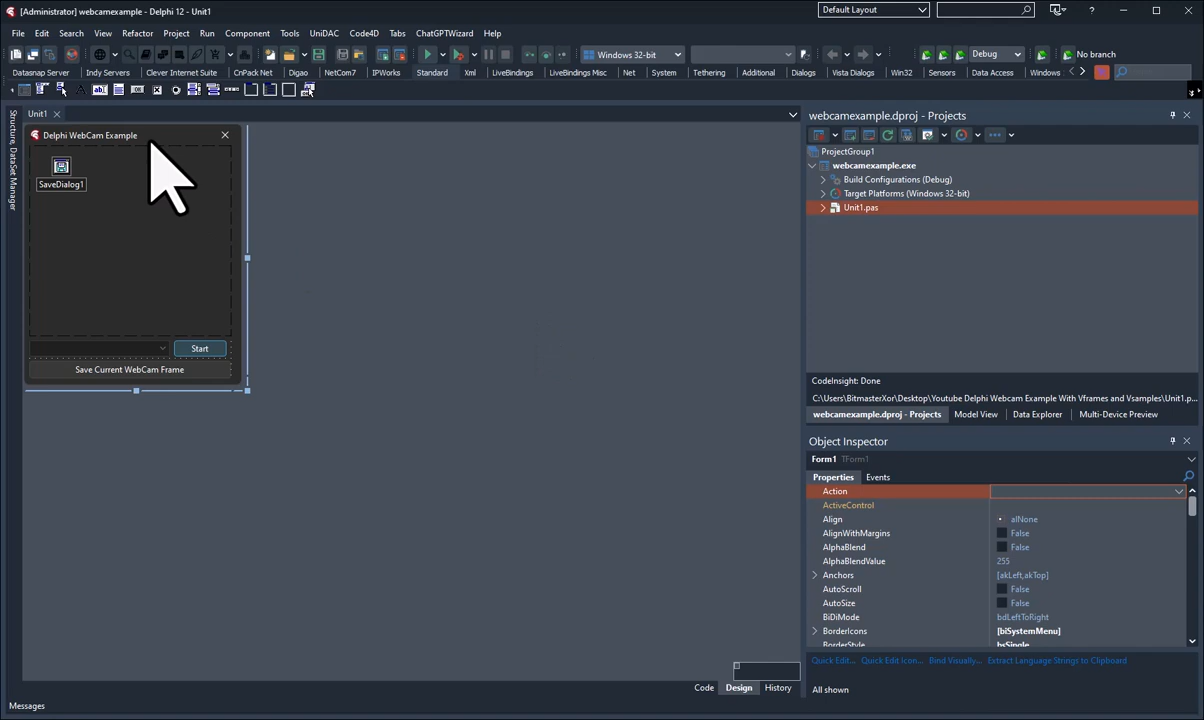 [Administrator] webcamexample - Delphi 12 - Unit1
Default Layout
File Edit Search View Refactor Project Run Component Tools UniDAC Code4D Tabs ChatGPTWizard Help
Windows 32-bit
Debug
No branch
Datasnap Server Indy Servers Clever Internet Suite CnPack Net Digao NetCom7 IPWorks Standard Xml LiveBindings LiveBindings Misc Net System Tethering Additional Dialogs Vista Dialogs Win32 Sensors Data Access Windows
Structure, DataSet Manager
Unit1
Delphi WebCam Example
SaveDialog1
Start
Save Current WebCam Frame
webcamexample.dproj - Projects
ProjectGroup1
webcamexample.exe
Build Configurations (Debug)
Target Platforms (Windows 32-bit)
Unit1.pas
CodeInsight: Done
C:\Users\BitmasterXor\Desktop\Youtube Delphi Webcam Example With Vframes and Vsamples\Unit1.p...
webcamexample.dproj - Projects Model View Data Explorer Multi-Device Preview
Object Inspector
Form1 TForm1
Properties Events
Action
ActiveControl
Align alNone
AlignWithMargins False
AlphaBlend False
AlphaBlendValue 255
Anchors [akLeft,akTop]
AutoScroll False
AutoSize False
BiDiMode bdLeftToRight
BorderIcons [biSystemMenu]
BorderStyle bsSingle
Quick Edit... Quick Edit Icon... Bind Visually... Extract Language Strings to Clipboard
Code Design History
All shown
Messages